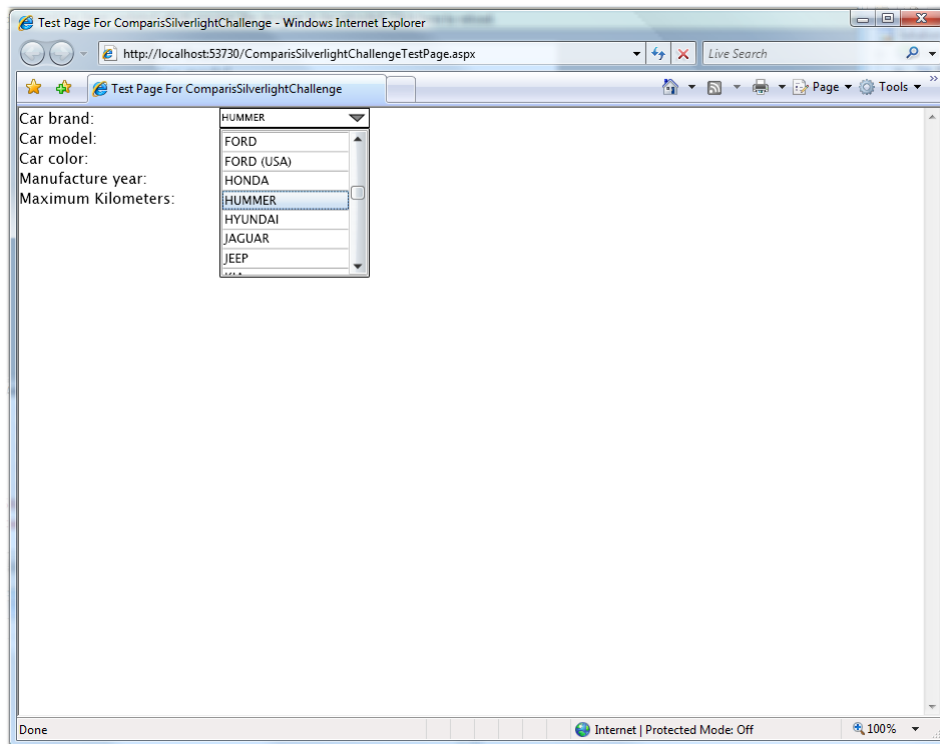 Test Page For ComparisSilverlightChallenge - Windows Internet Explorer
http://localhost:53730/ComparisSilverlightChallengeTestPage.aspx
Live Search
Test Page For ComparisSilverlightChallenge
Page
Tools
Car brand:
HUMMER
Car model:
FORD
Car color:
FORD (USA)
Manufacture year:
HONDA
Maximum Kilometers:
HUMMER
HYUNDAI
JAGUAR
JEEP
Done
Internet | Protected Mode: Off
100%